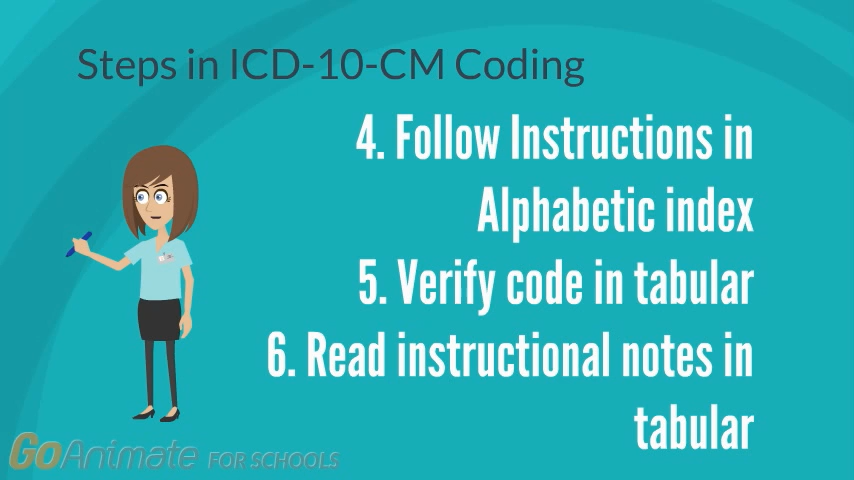 Steps in ICD-10-CM Coding
4. Follow Instructions in
Alphabetic index
5. Verify code in tabular
6. Read instructional notes in
tabular
GoAnimate FOR SCHOOLS